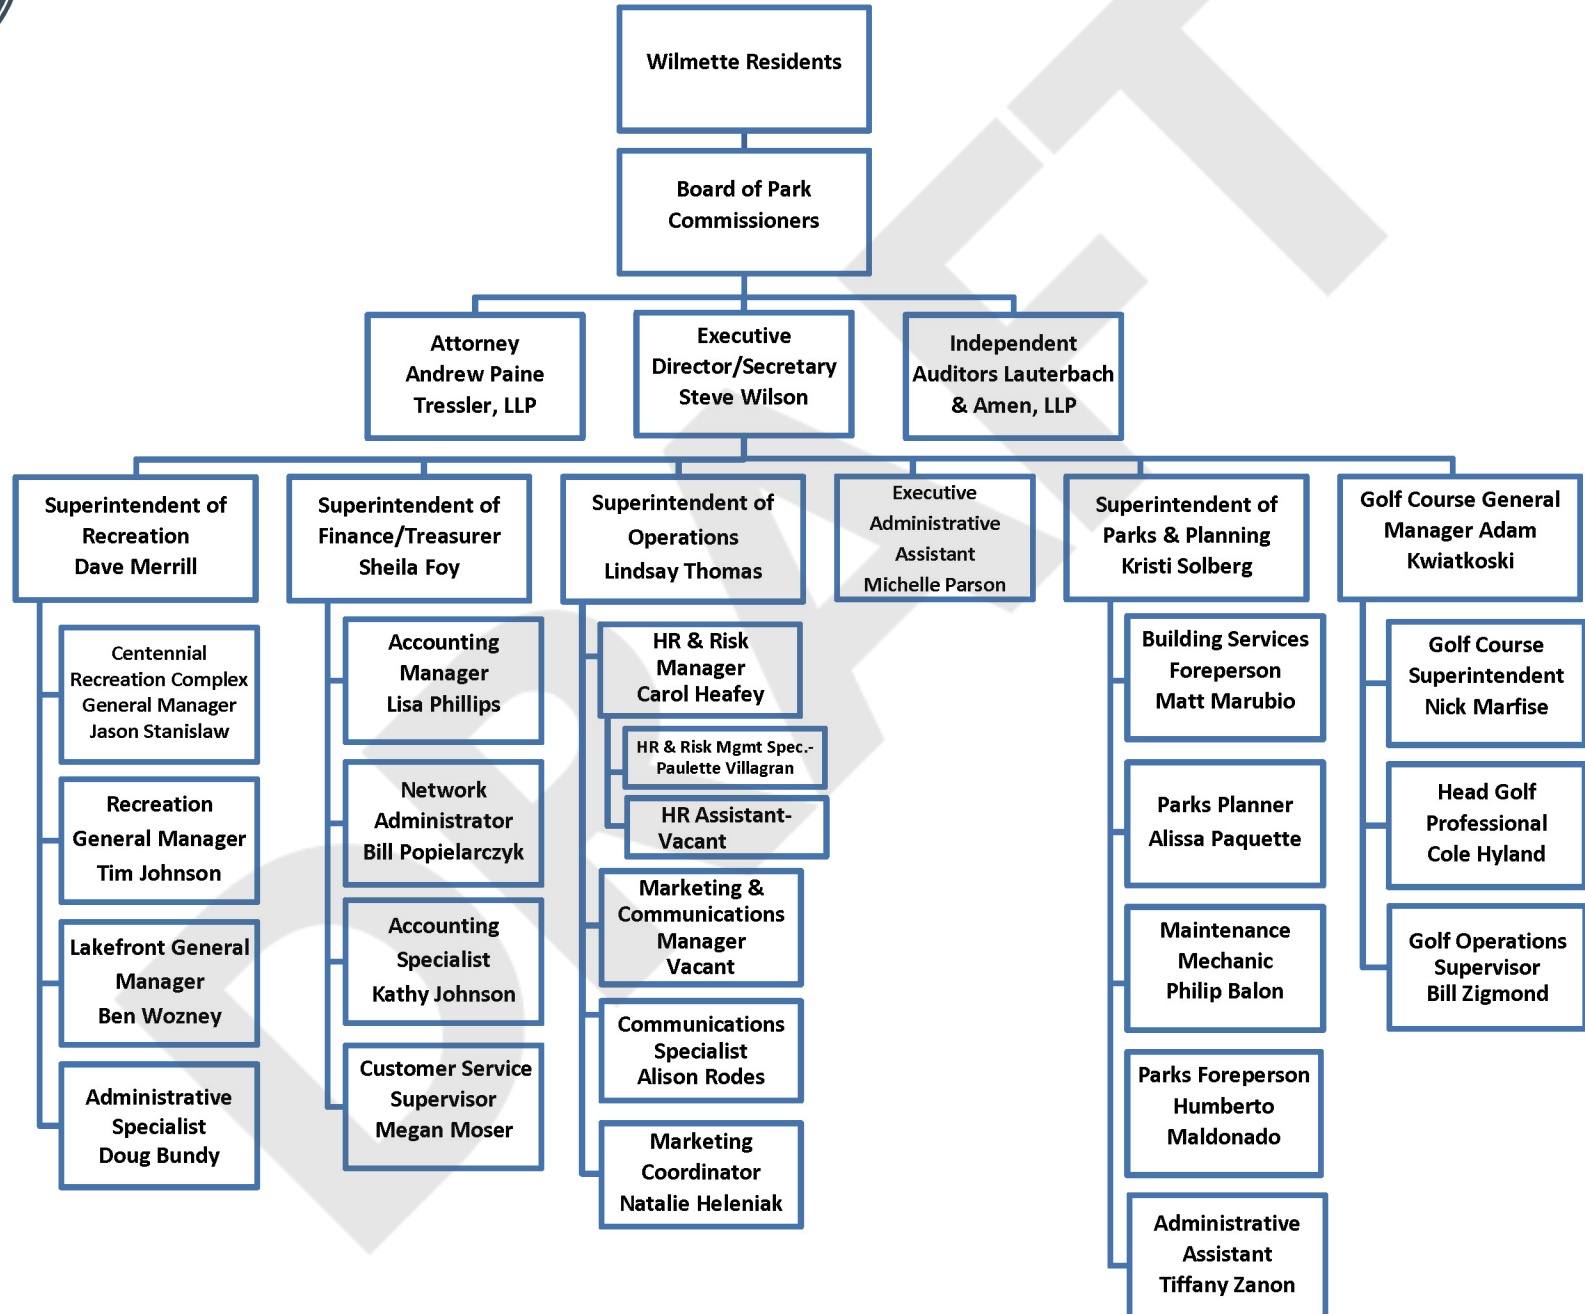 Wilmette Residents
Board of Park
Commissioners
Attorney
Andrew Paine
Tressler, LLP
Executive
Director/Secretary
Steve Wilson
Independent
Auditors Lauterbach
& Amen, LLP
Superintendent of
Recreation
Dave Merrill
Superintendent of
Finance/Treasurer
Sheila Foy
Superintendent of
Operations
Lindsay Thomas
Executive
Administrative
Assistant
Michelle Parson
Superintendent of
Parks & Planning
Kristi Solberg
Golf Course General
Manager Adam
Kwiatkoski
Centennial
Recreation Complex
General Manager
Jason Stanislaw
Recreation
General Manager
Tim Johnson
Lakefront General
Manager
Ben Wozney
Administrative
Specialist
Doug Bundy
Accounting
Manager
Lisa Phillips
Network
Administrator
Bill Popielarczyk
Accounting
Specialist
Kathy Johnson
Customer Service
Supervisor
Megan Moser
HR & Risk
Manager
Carol Heafey
HR & Risk Mgmt Spec.-
Paulette Villagran
HR Assistant-
Vacant
Marketing &
Communications
Manager
Vacant
Communications
Specialist
Alison Rodes
Marketing
Coordinator
Natalie Heleniak
Building Services
Foreperson
Matt Marubio
Parks Planner
Alissa Paquette
Maintenance
Mechanic
Philip Balon
Parks Foreperson
Humberto
Maldonado
Administrative
Assistant
Tiffany Zanon
Golf Course
Superintendent
Nick Marfise
Head Golf
Professional
Cole Hyland
Golf Operations
Supervisor
Bill Zigmond
DRAFT